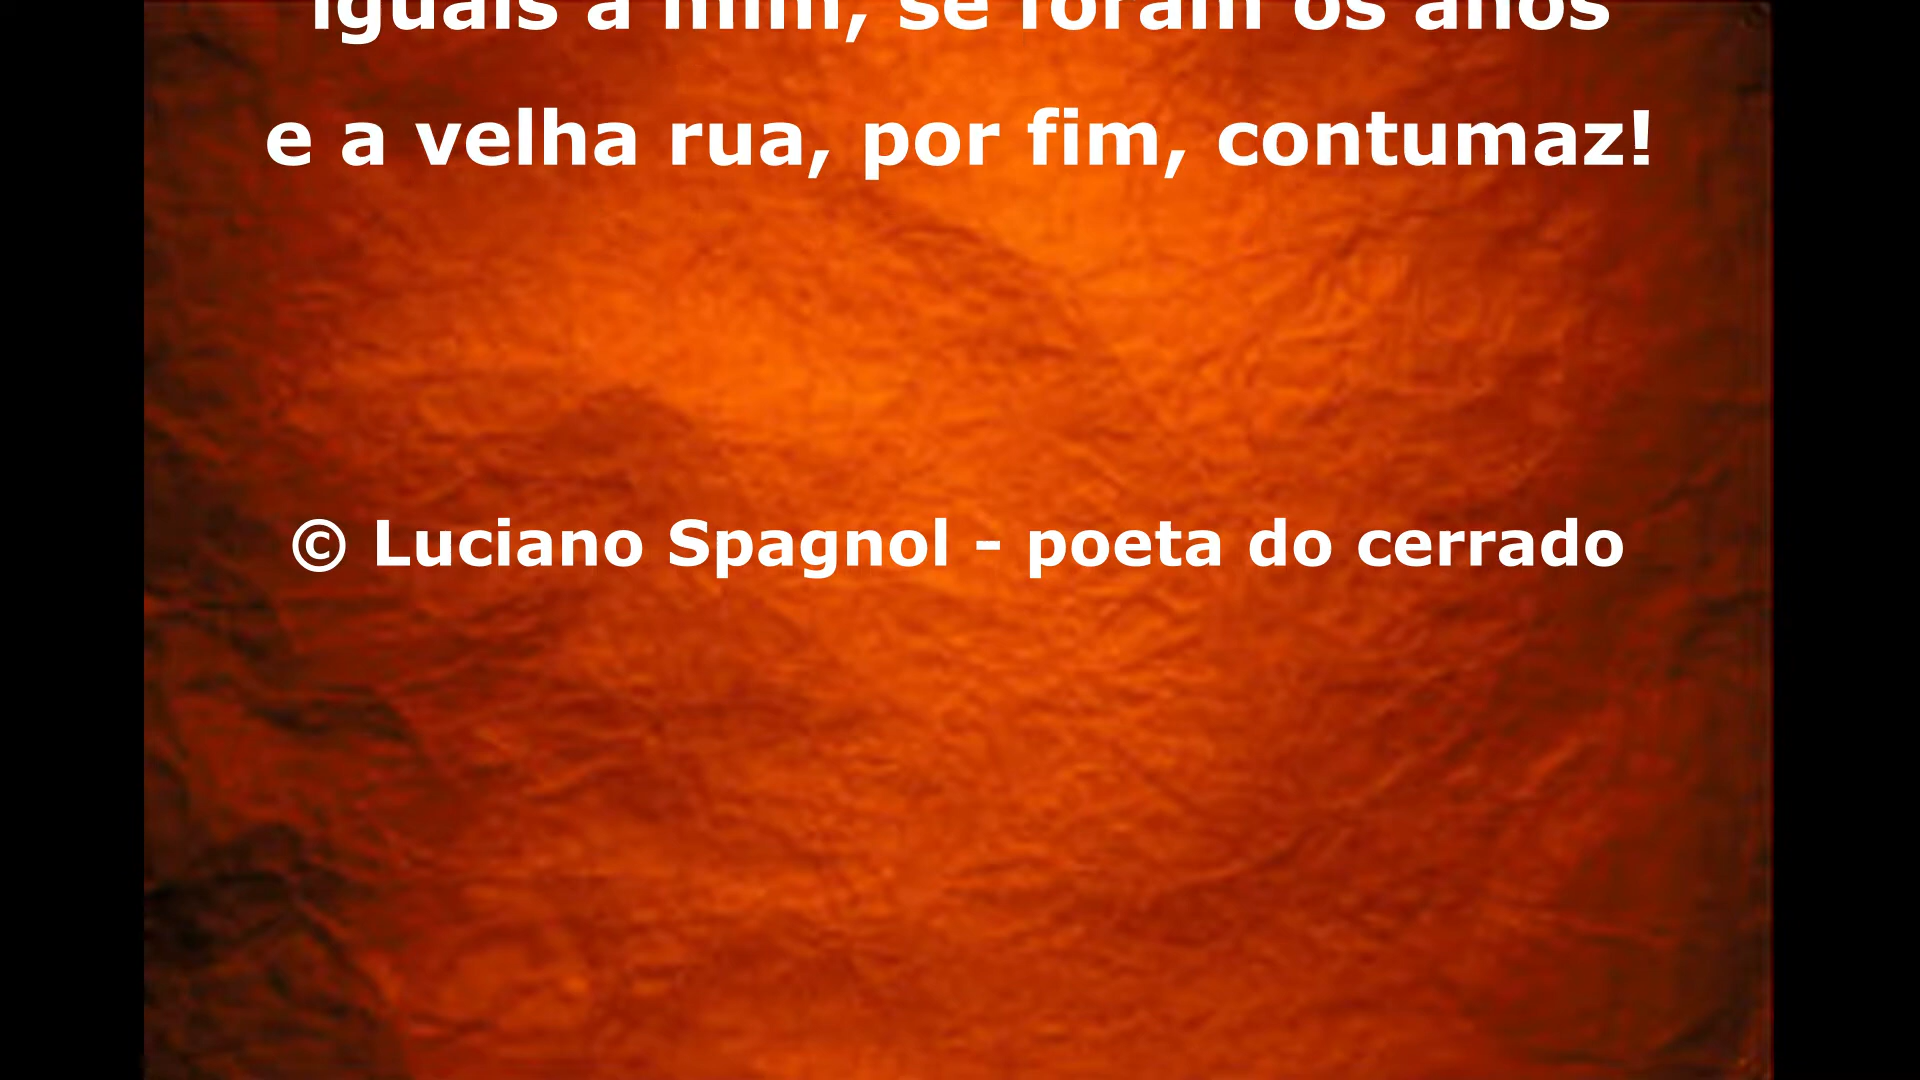 iguais a mim, se foram os anos
e a velha rua, por fim, contumaz!
© Luciano Spagnol - poeta do cerrado